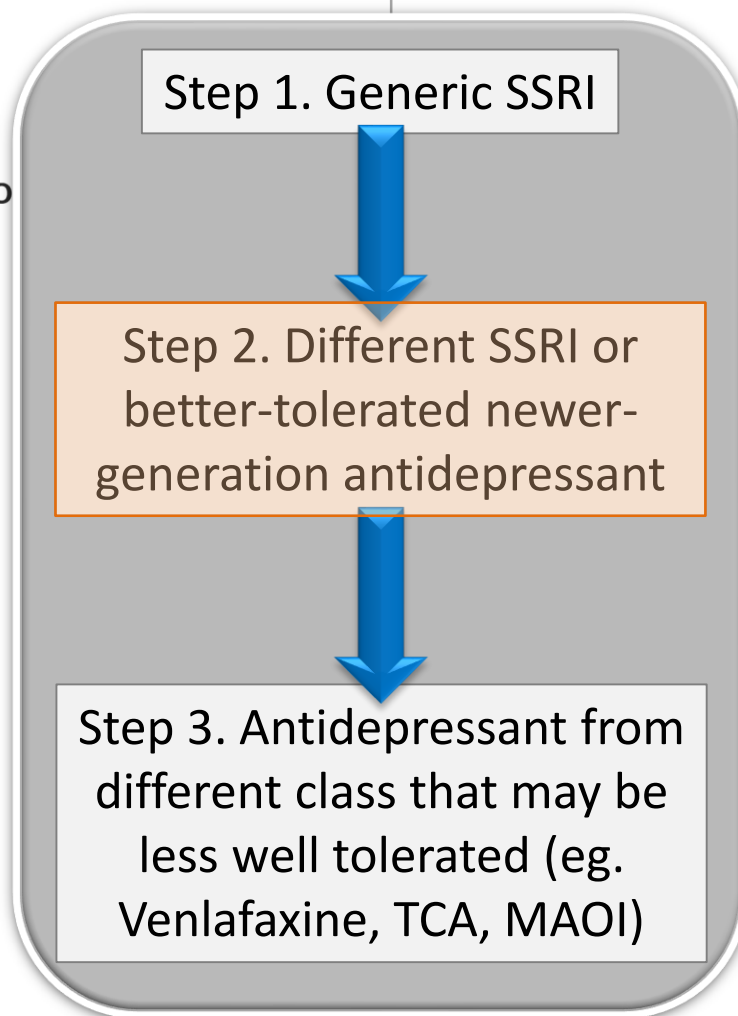 Step 1. Generic SSRI
Step 2. Different SSRI or
better-tolerated newer-
generation antidepressant
Step 3. Antidepressant from
different class that may be
less well tolerated (eg.
Venlafaxine, TCA, MAOI)